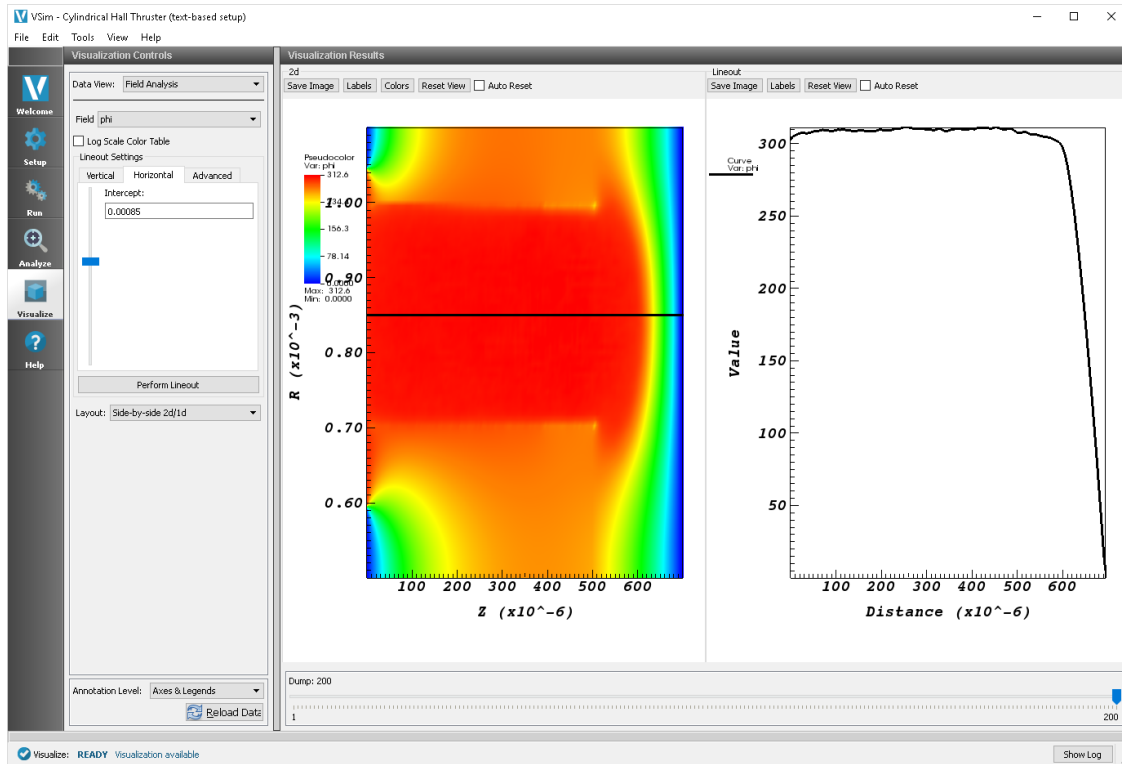 VSim - Cylindrical Hall Thruster (text-based setup)
File Edit Tools View Help
Welcome
Setup
Run
Analyze
Visualize
Help
Visualization Controls
Data View: Field Analysis
Field phi
Log Scale Color Table
Lineout Settings
Vertical Horizontal Advanced
Intercept:
0.00085
Perform Lineout
Layout: Side-by-side 2d/1d
Annotation Level: Axes & Legends
Reload Data
Visualization Results
2d
Save Image Labels Colors Reset View Auto Reset
Pseudocolor
Var: phi
312.6
234.4
156.3
78.14
0.0000
Max: 312.6
Min: 0.0000
R (x10^-3)
1.00
0.90
0.80
0.70
0.60
100 200 300 400 500 600
Z (x10^-6)
Lineout
Save Image Labels Reset View Auto Reset
Curve
Var: phi
Value
300
250
200
150
100
50
100 200 300 400 500 600
Distance (x10^-6)
Dump: 200
1 200
Visualize: READY Visualization available
Show Log